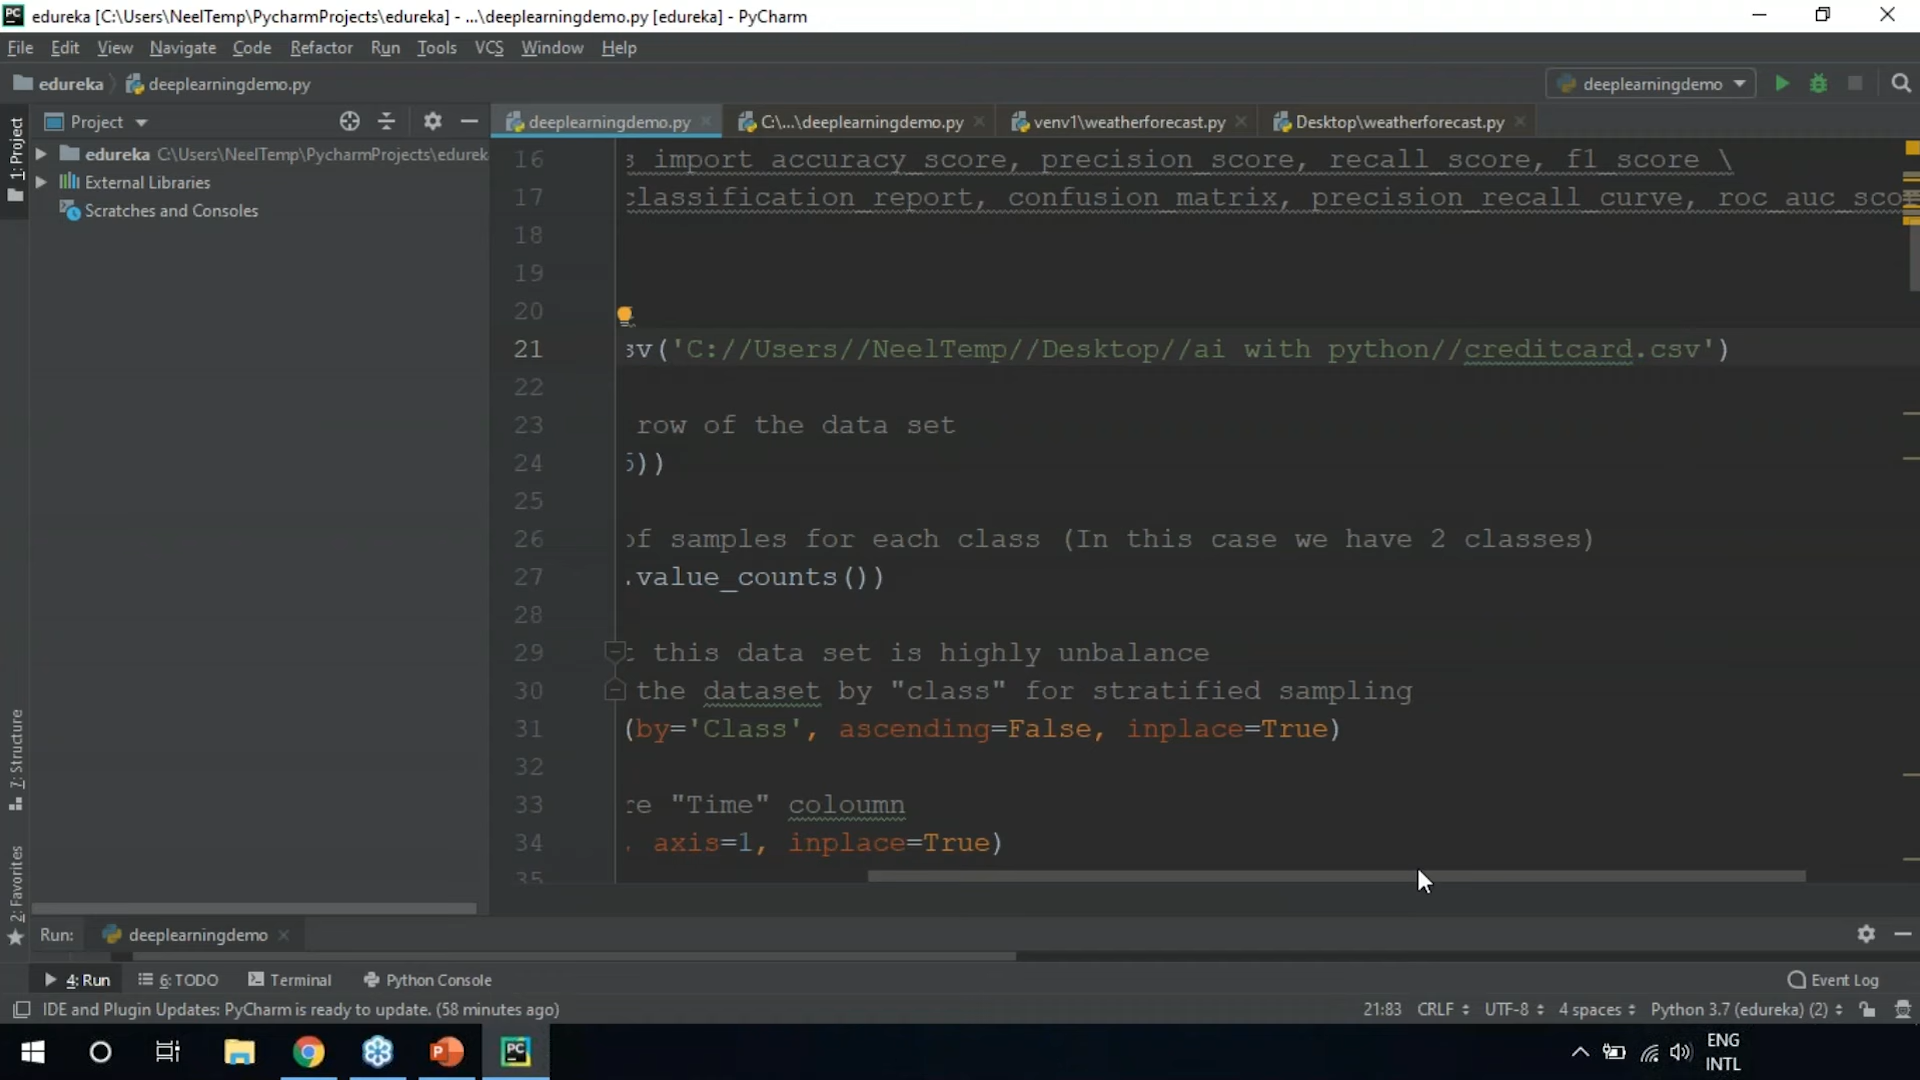 edureka [C:\Users\NeelTemp\PycharmProjects\edureka] - ...\deeplearningdemo.py [edureka] - PyCharm
File Edit View Navigate Code Refactor Run Tools VCS Window Help
edureka deeplearningdemo.py deeplearningdemo
Project deeplearningdemo.py C:\...\deeplearningdemo.py venv1\weatherforecast.py Desktop\weatherforecast.py
1: Project
edureka C:\Users\NeelTemp\PycharmProjects\edurek
External Libraries
Scratches and Consoles
7: Structure
2: Favorites
16 s import accuracy_score, precision_score, recall_score, f1_score \
17 classification_report, confusion_matrix, precision_recall_curve, roc_auc_sco
18
19
20
21 sv('C://Users//NeelTemp//Desktop//ai with python//creditcard.csv')
22
23 row of the data set
24 5))
25
26 of samples for each class (In this case we have 2 classes)
27 .value_counts())
28
29 t this data set is highly unbalance
30 the dataset by "class" for stratified sampling
31 (by='Class', ascending=False, inplace=True)
32
33 re "Time" coloumn
34 , axis=1, inplace=True)
35
Run: deeplearningdemo
4: Run 6: TODO Terminal Python Console Event Log
IDE and Plugin Updates: PyCharm is ready to update. (58 minutes ago) 21:83 CRLF UTF-8 4 spaces Python 3.7 (edureka) (2)
ENG
INTL